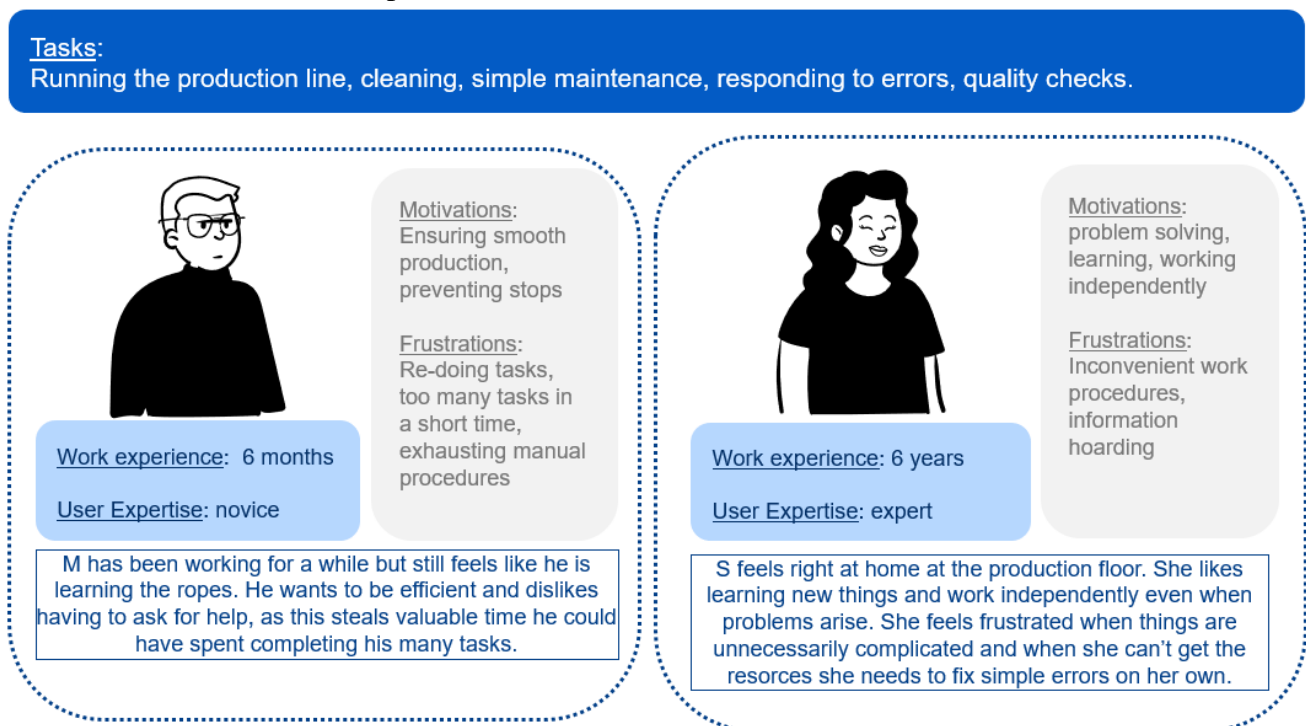 Tasks:
Running the production line, cleaning, simple maintenance, responding to errors, quality checks.
Motivations:
Ensuring smooth
production,
preventing stops
Frustrations:
Re-doing tasks,
too many tasks in
a short time,
exhausting manual
procedures
Work experience: 6 months
User Expertise: novice
M has been working for a while but still feels like he is
learning the ropes. He wants to be efficient and dislikes
having to ask for help, as this steals valuable time he could
have spent completing his many tasks.
Motivations:
problem solving,
learning, working
independently
Frustrations:
Inconvenient work
procedures,
information
hoarding
Work experience: 6 years
User Expertise: expert
S feels right at home at the production floor. She likes
learning new things and work independently even when
problems arise. She feels frustrated when things are
unnecessarily complicated and when she can’t get the
resorces she needs to fix simple errors on her own.